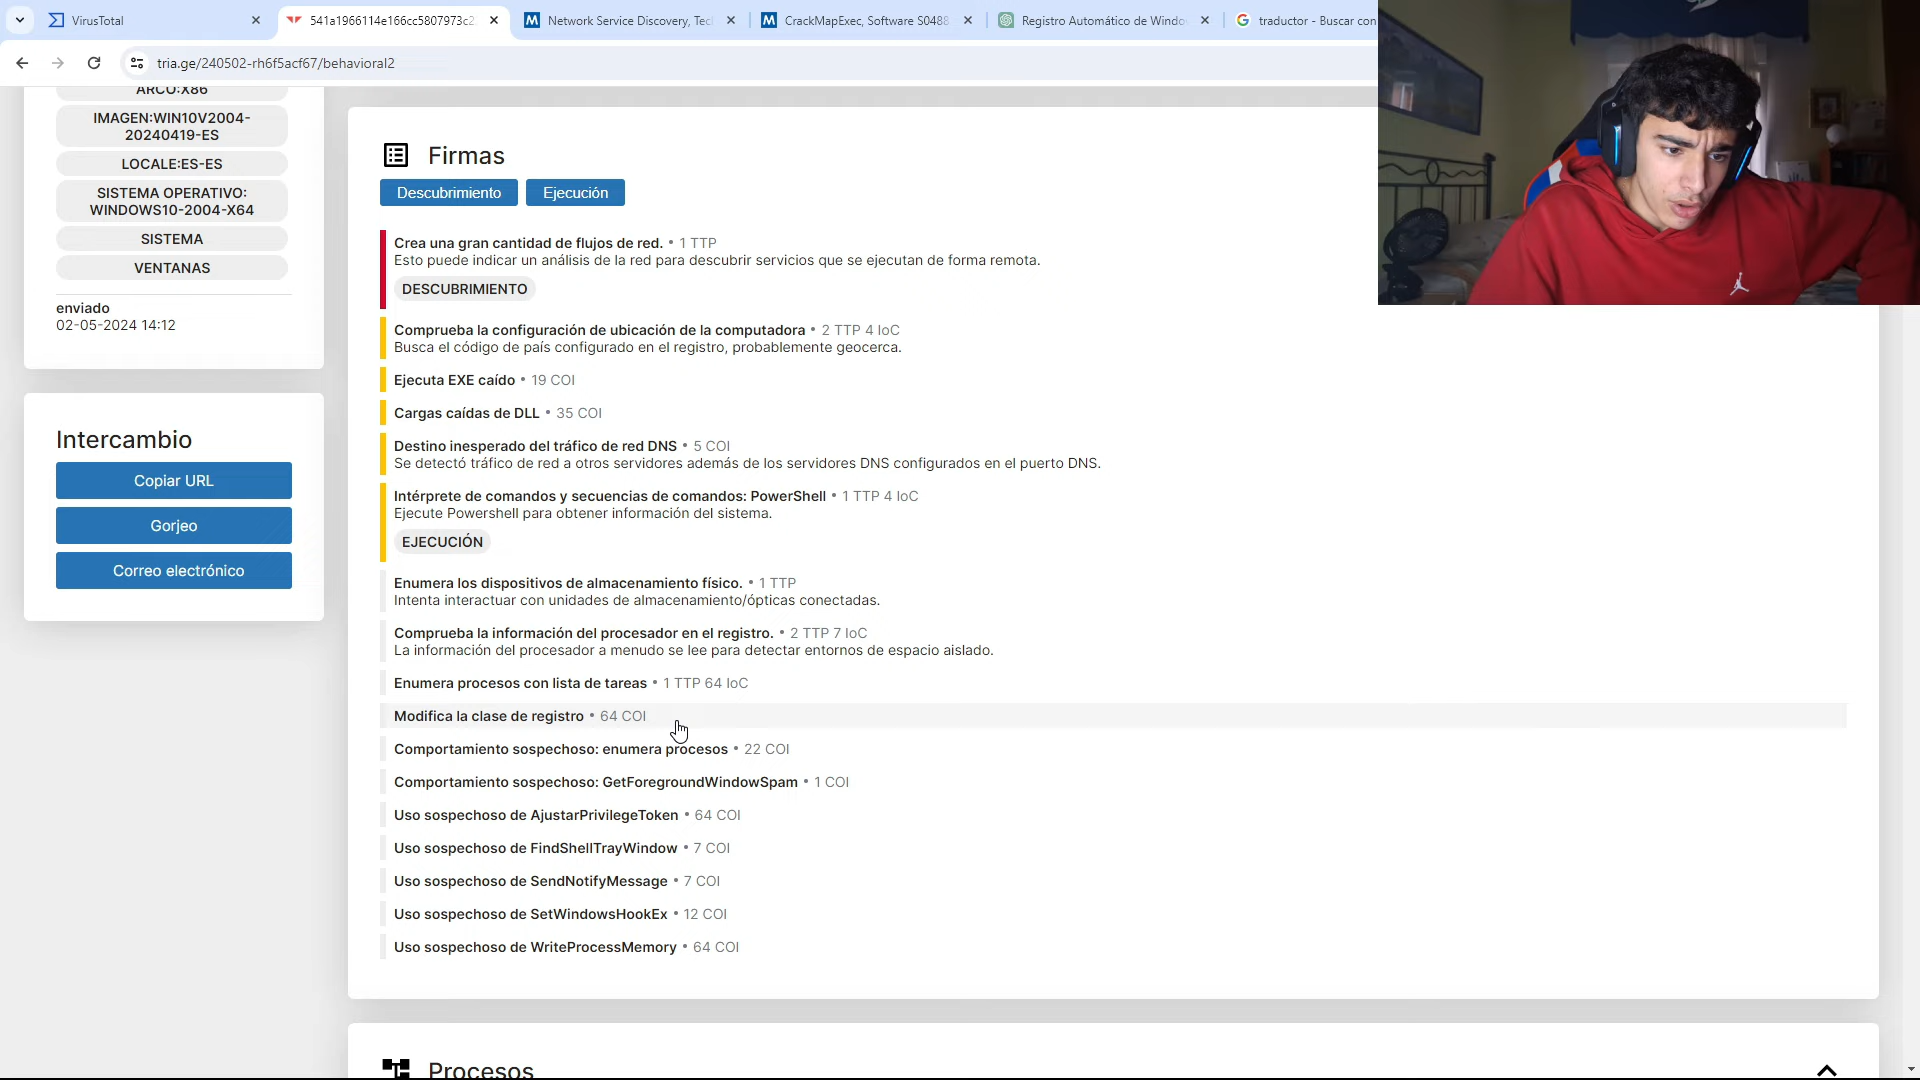 VirusTotal
541a1966114e166cc5807973c2
Network Service Discovery, Tec
CrackMapExec, Software S0488
Registro Automático de Windo
traductor - Buscar con
tria.ge/240502-rh6f5acf67/behavioral2
ARCO:X86
IMAGEN:WIN10V2004-
20240419-ES
LOCALE:ES-ES
SISTEMA OPERATIVO:
WINDOWS10-2004-X64
SISTEMA
VENTANAS
enviado
02-05-2024 14:12
Intercambio
Copiar URL
Gorjeo
Correo electrónico
Firmas
Descubrimiento
Ejecución
Crea una gran cantidad de flujos de red. • 1 TTP
Esto puede indicar un análisis de la red para descubrir servicios que se ejecutan de forma remota.
DESCUBRIMIENTO
Comprueba la configuración de ubicación de la computadora • 2 TTP 4 IoC
Busca el código de país configurado en el registro, probablemente geocerca.
Ejecuta EXE caído • 19 COI
Cargas caídas de DLL • 35 COI
Destino inesperado del tráfico de red DNS • 5 COI
Se detectó tráfico de red a otros servidores además de los servidores DNS configurados en el puerto DNS.
Intérprete de comandos y secuencias de comandos: PowerShell • 1 TTP 4 IoC
Ejecute Powershell para obtener información del sistema.
EJECUCIÓN
Enumera los dispositivos de almacenamiento físico. • 1 TTP
Intenta interactuar con unidades de almacenamiento/ópticas conectadas.
Comprueba la información del procesador en el registro. • 2 TTP 7 IoC
La información del procesador a menudo se lee para detectar entornos de espacio aislado.
Enumera procesos con lista de tareas • 1 TTP 64 IoC
Modifica la clase de registro • 64 COI
Comportamiento sospechoso: enumera procesos • 22 COI
Comportamiento sospechoso: GetForegroundWindowSpam • 1 COI
Uso sospechoso de AjustarPrivilegeToken • 64 COI
Uso sospechoso de FindShellTrayWindow • 7 COI
Uso sospechoso de SendNotifyMessage • 7 COI
Uso sospechoso de SetWindowsHookEx • 12 COI
Uso sospechoso de WriteProcessMemory • 64 COI
Procesos